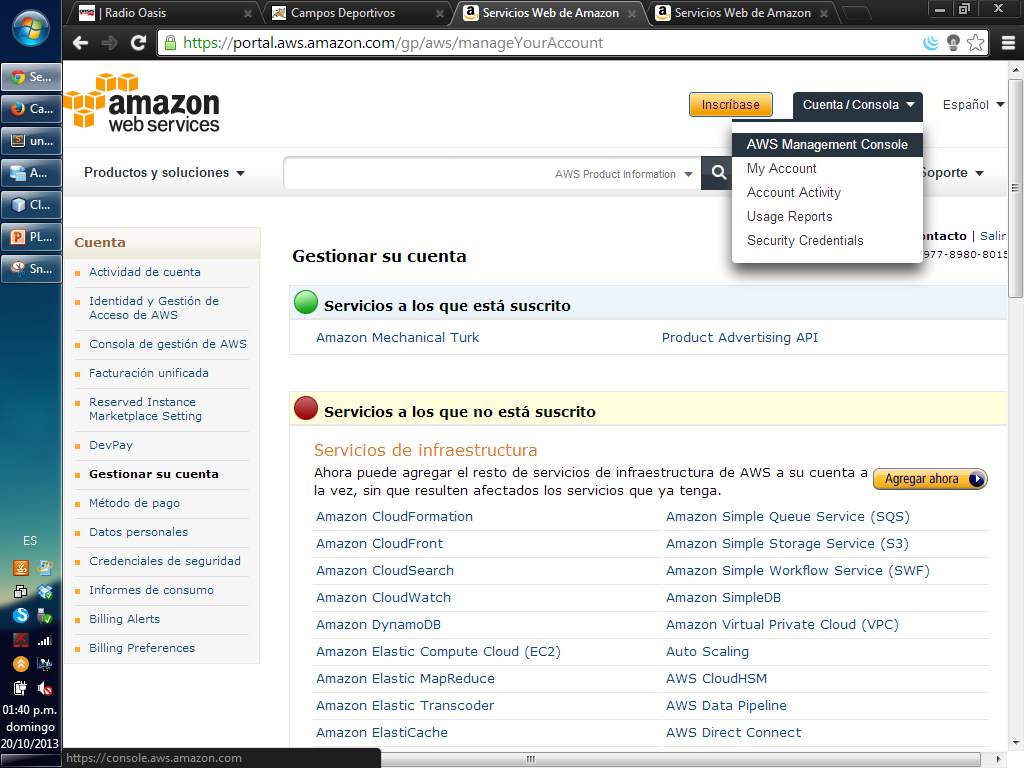 | Radio Oasis
Campos Deportivos
Servicios Web de Amazon
Servicios Web de Amazon
https://portal.aws.amazon.com/gp/aws/manageYourAccount
Se...
Ca...
un...
A...
Cl...
PL...
Sn...
ES
01:40 p.m.
domingo
20/10/2013
amazon
web services
Inscríbase
Cuenta / Consola
Español
AWS Management Console
My Account
Account Activity
Usage Reports
Security Credentials
Productos y soluciones
AWS Product Information
Soporte
ontacto | Salir
977-8980-8015
Cuenta
Actividad de cuenta
Identidad y Gestión de
Acceso de AWS
Consola de gestión de AWS
Facturación unificada
Reserved Instance
Marketplace Setting
DevPay
Gestionar su cuenta
Método de pago
Datos personales
Credenciales de seguridad
Informes de consumo
Billing Alerts
Billing Preferences
Gestionar su cuenta
Servicios a los que está suscrito
Amazon Mechanical Turk
Product Advertising API
Servicios a los que no está suscrito
Servicios de infraestructura
Ahora puede agregar el resto de servicios de infraestructura de AWS a su cuenta a
la vez, sin que resulten afectados los servicios que ya tenga.
Agregar ahora
Amazon CloudFormation
Amazon Simple Queue Service (SQS)
Amazon CloudFront
Amazon Simple Storage Service (S3)
Amazon CloudSearch
Amazon Simple Workflow Service (SWF)
Amazon CloudWatch
Amazon SimpleDB
Amazon DynamoDB
Amazon Virtual Private Cloud (VPC)
Amazon Elastic Compute Cloud (EC2)
Auto Scaling
Amazon Elastic MapReduce
AWS CloudHSM
Amazon Elastic Transcoder
AWS Data Pipeline
Amazon ElastiCache
AWS Direct Connect
https://console.aws.amazon.com